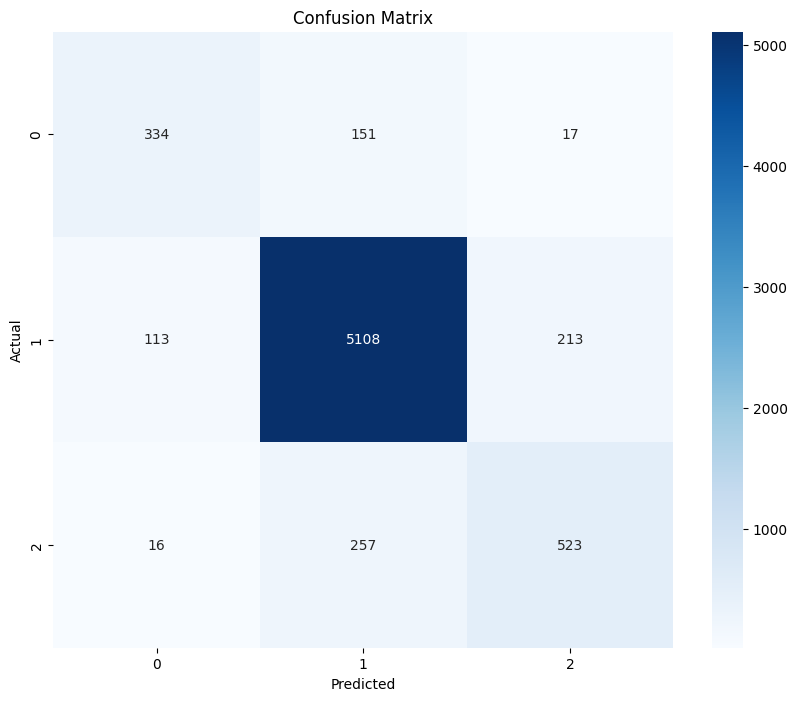 Confusion Matrix
0 334 151 17
1 113 5108 213
2 16 257 523
0 1 2
Predicted
Actual
5000
4000
3000
2000
1000